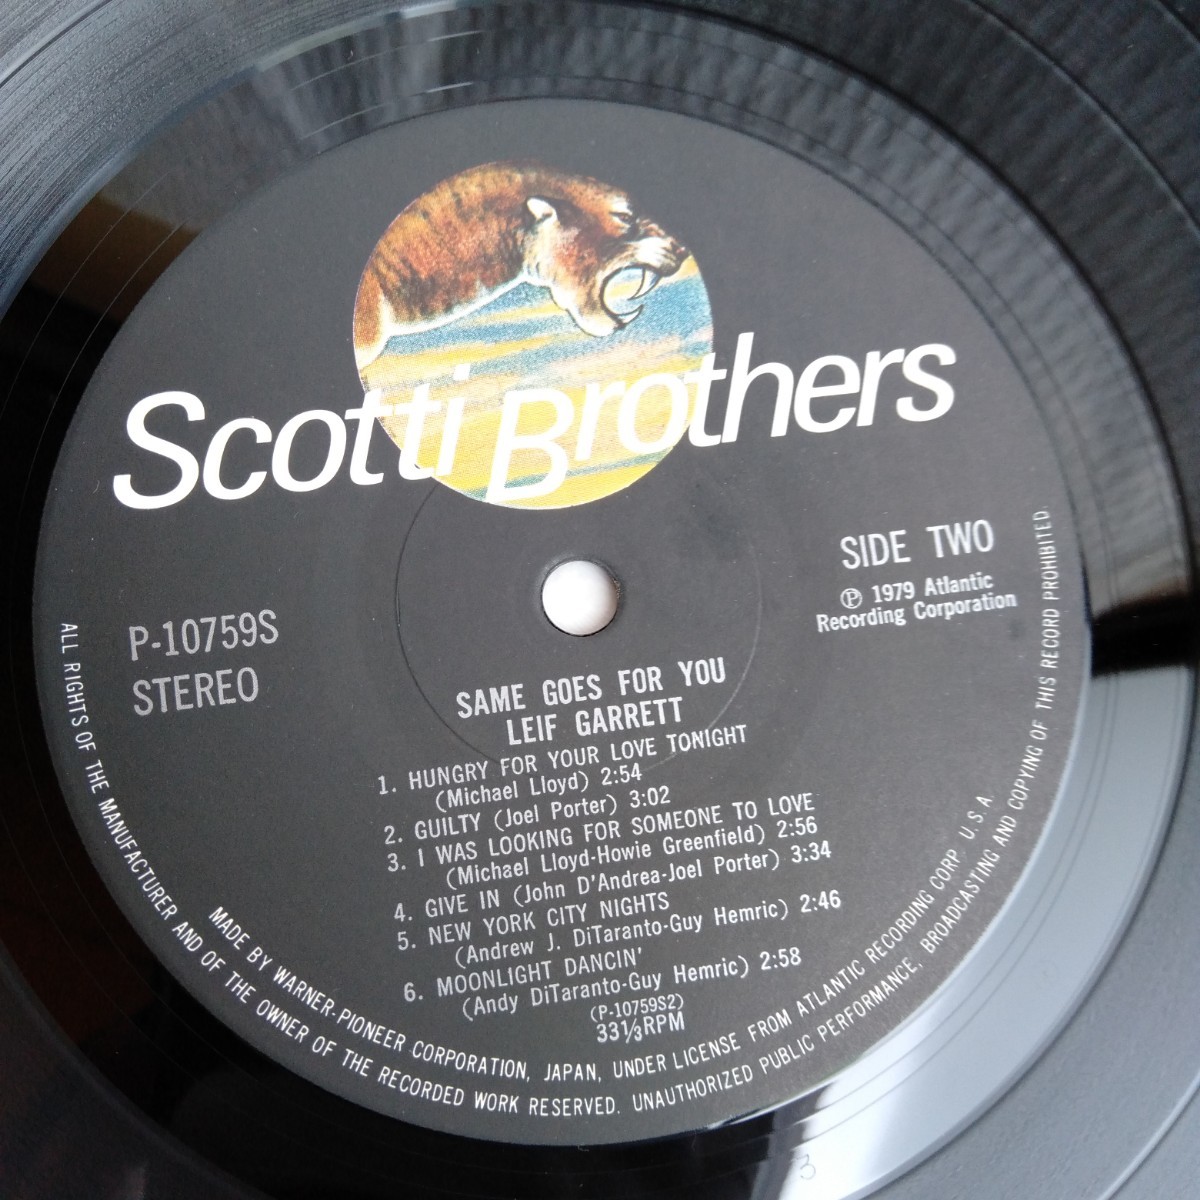 Scotti Brothers
SIDE TWO
Ⓟ 1979 Atlantic
Recording Corporation
P-10759S
STEREO
SAME GOES FOR YOU
LEIF GARRETT
1. HUNGRY FOR YOUR LOVE TONIGHT
(Michael Lloyd) 2:54
2. GUILTY (Joel Porter) 3:02
3. I WAS LOOKING FOR SOMEONE TO LOVE
(Michael Lloyd-Howie Greenfield) 2:56
4. GIVE IN (John D'Andrea-Joel Porter) 3:34
5. NEW YORK CITY NIGHTS
(Andrew J. DiTaranto-Guy Hemric) 2:46
6. MOONLIGHT DANCIN'
(Andy DiTaranto-Guy Hemric) 2:58
(P-10759S2)
33 1/3 RPM
MADE BY WARNER-PIONEER CORPORATION, JAPAN, UNDER LICENSE FROM ATLANTIC RECORDING CORP. U. S. A.
ALL RIGHTS OF THE MANUFACTURER AND OF THE OWNER OF THE RECORDED WORK RESERVED. UNAUTHORIZED PUBLIC PERFORMANCE, BROADCASTING AND COPYING OF THIS RECORD PROHIBITED.
3